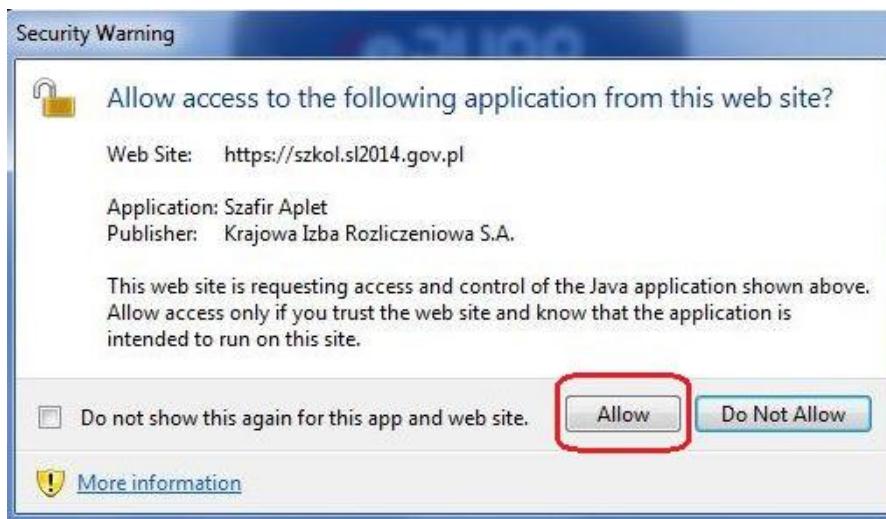 Security Warning
Allow access to the following application from this web site?
Web Site: https://szkol.sl2014.gov.pl
Application: Szafir Aplet
Publisher: Krajowa Izba Rozliczeniowa S.A.
This web site is requesting access and control of the Java application shown above.
Allow access only if you trust the web site and know that the application is
intended to run on this site.
Do not show this again for this app and web site.
Allow
Do Not Allow
More information